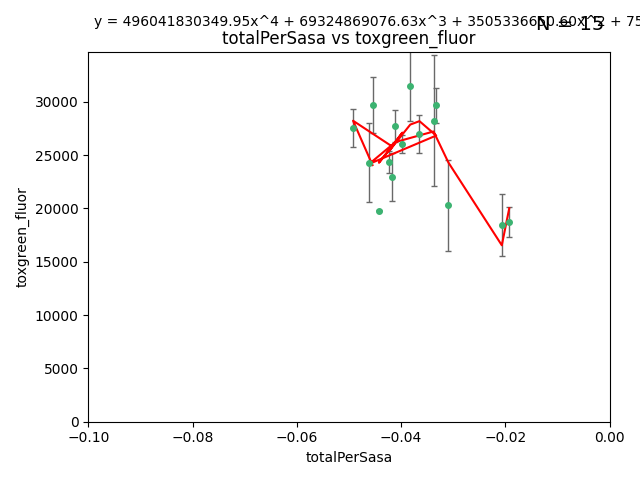 y = 496041830349.95x^4 + 69324869076.63x^3 + 3505336650.60x^2 + 75
N = 15
totalPerSasa vs toxgreen_fluor
30000
25000
20000
15000
10000
5000
0
toxgreen_fluor
−0.10 −0.08 −0.06 −0.04 −0.02 0.00
totalPerSasa